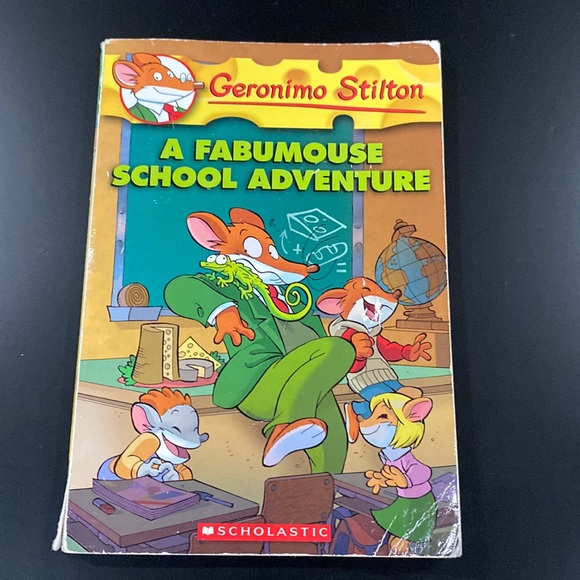 Geronimo Stilton
A FABUMOUSE
SCHOOL ADVENTURE
SCHOLASTIC